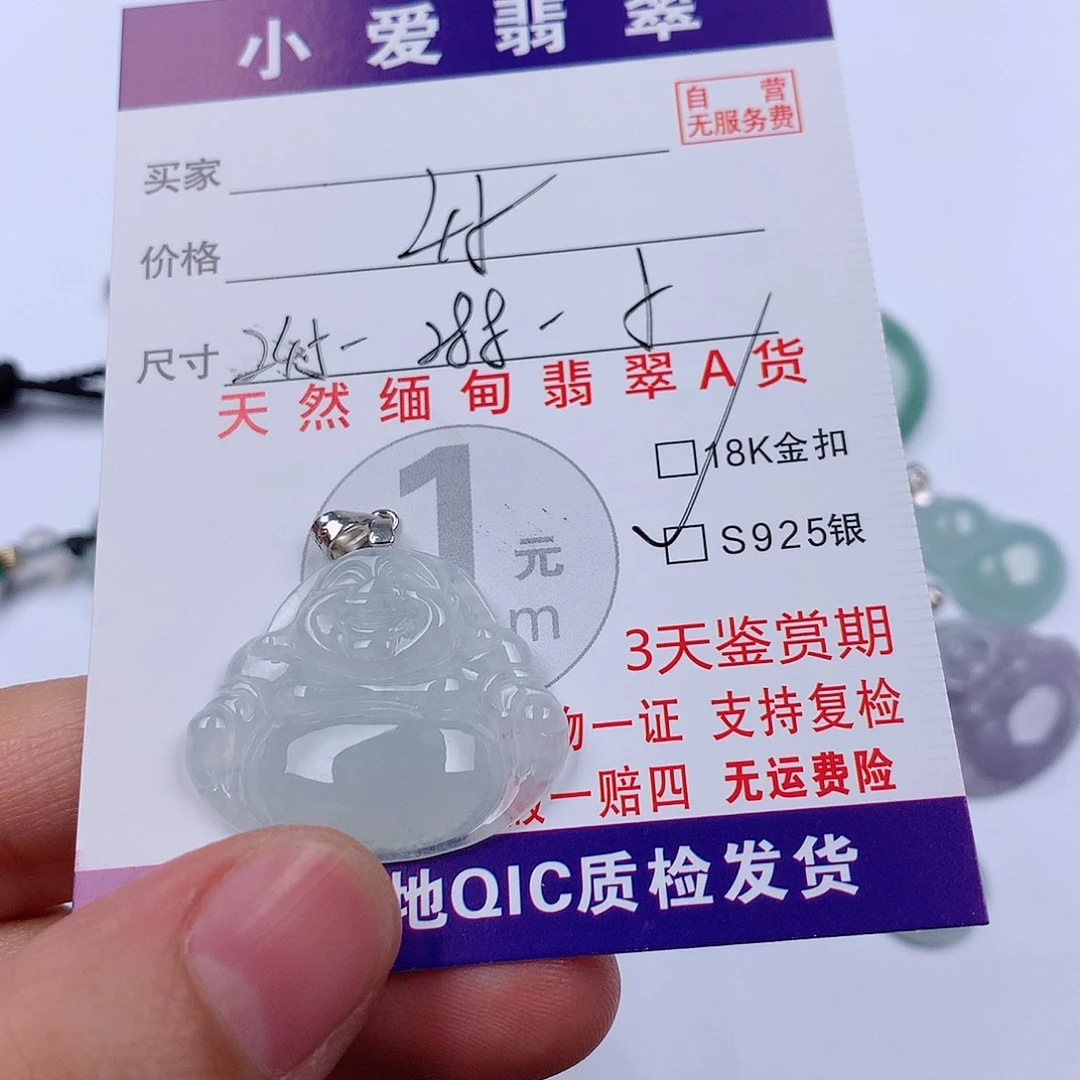 小爱翡翠
自营
无服务费
买家
价格
尺寸 288 -
天然缅甸翡翠A货
1
元
m
18K金扣
S925银
3天鉴赏期
物一证 支持复检
一赔四 无运费险
地QIC质检发货